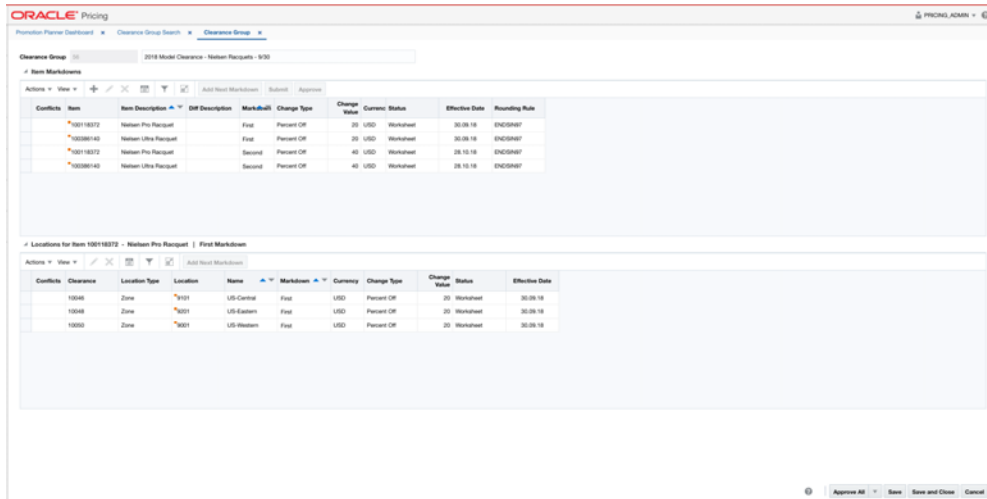 ORACLE Pricing
PRICING_ADMIN
Promotion Planner Dashboard × Clearance Group Search × Clearance Group ×
Clearance Group 2018 Model Clearance - Nielsen Racquets - 9/30
Item Markdowns
Actions View Add Next Markdown Submit Approve
Conflicts Item Item Description Diff Description Markdown Change Type Change Value Currenc Status Effective Date Rounding Rule
100118372 Nielsen Pro Racquet First Percent Off 20 USD Worksheet 30.09.18 ENDSIN97
100386140 Nielsen Ultra Racquet First Percent Off 20 USD Worksheet 30.09.18 ENDSIN97
100118372 Nielsen Pro Racquet Second Percent Off 40 USD Worksheet 28.10.18 ENDSIN97
100386140 Nielsen Ultra Racquet Second Percent Off 40 USD Worksheet 28.10.18 ENDSIN97
Locations for Item 100118372 - Nielsen Pro Racquet | First Markdown
Actions View Add Next Markdown
Conflicts Clearance Location Type Location Name Markdown Currency Change Type Change Value Status Effective Date
10046 Zone 9101 US-Central First USD Percent Off 20 Worksheet 30.09.18
10048 Zone 9201 US-Eastern First USD Percent Off 20 Worksheet 30.09.18
10050 Zone 9001 US-Western First USD Percent Off 20 Worksheet 30.09.18
Approve All Save Save and Close Cancel